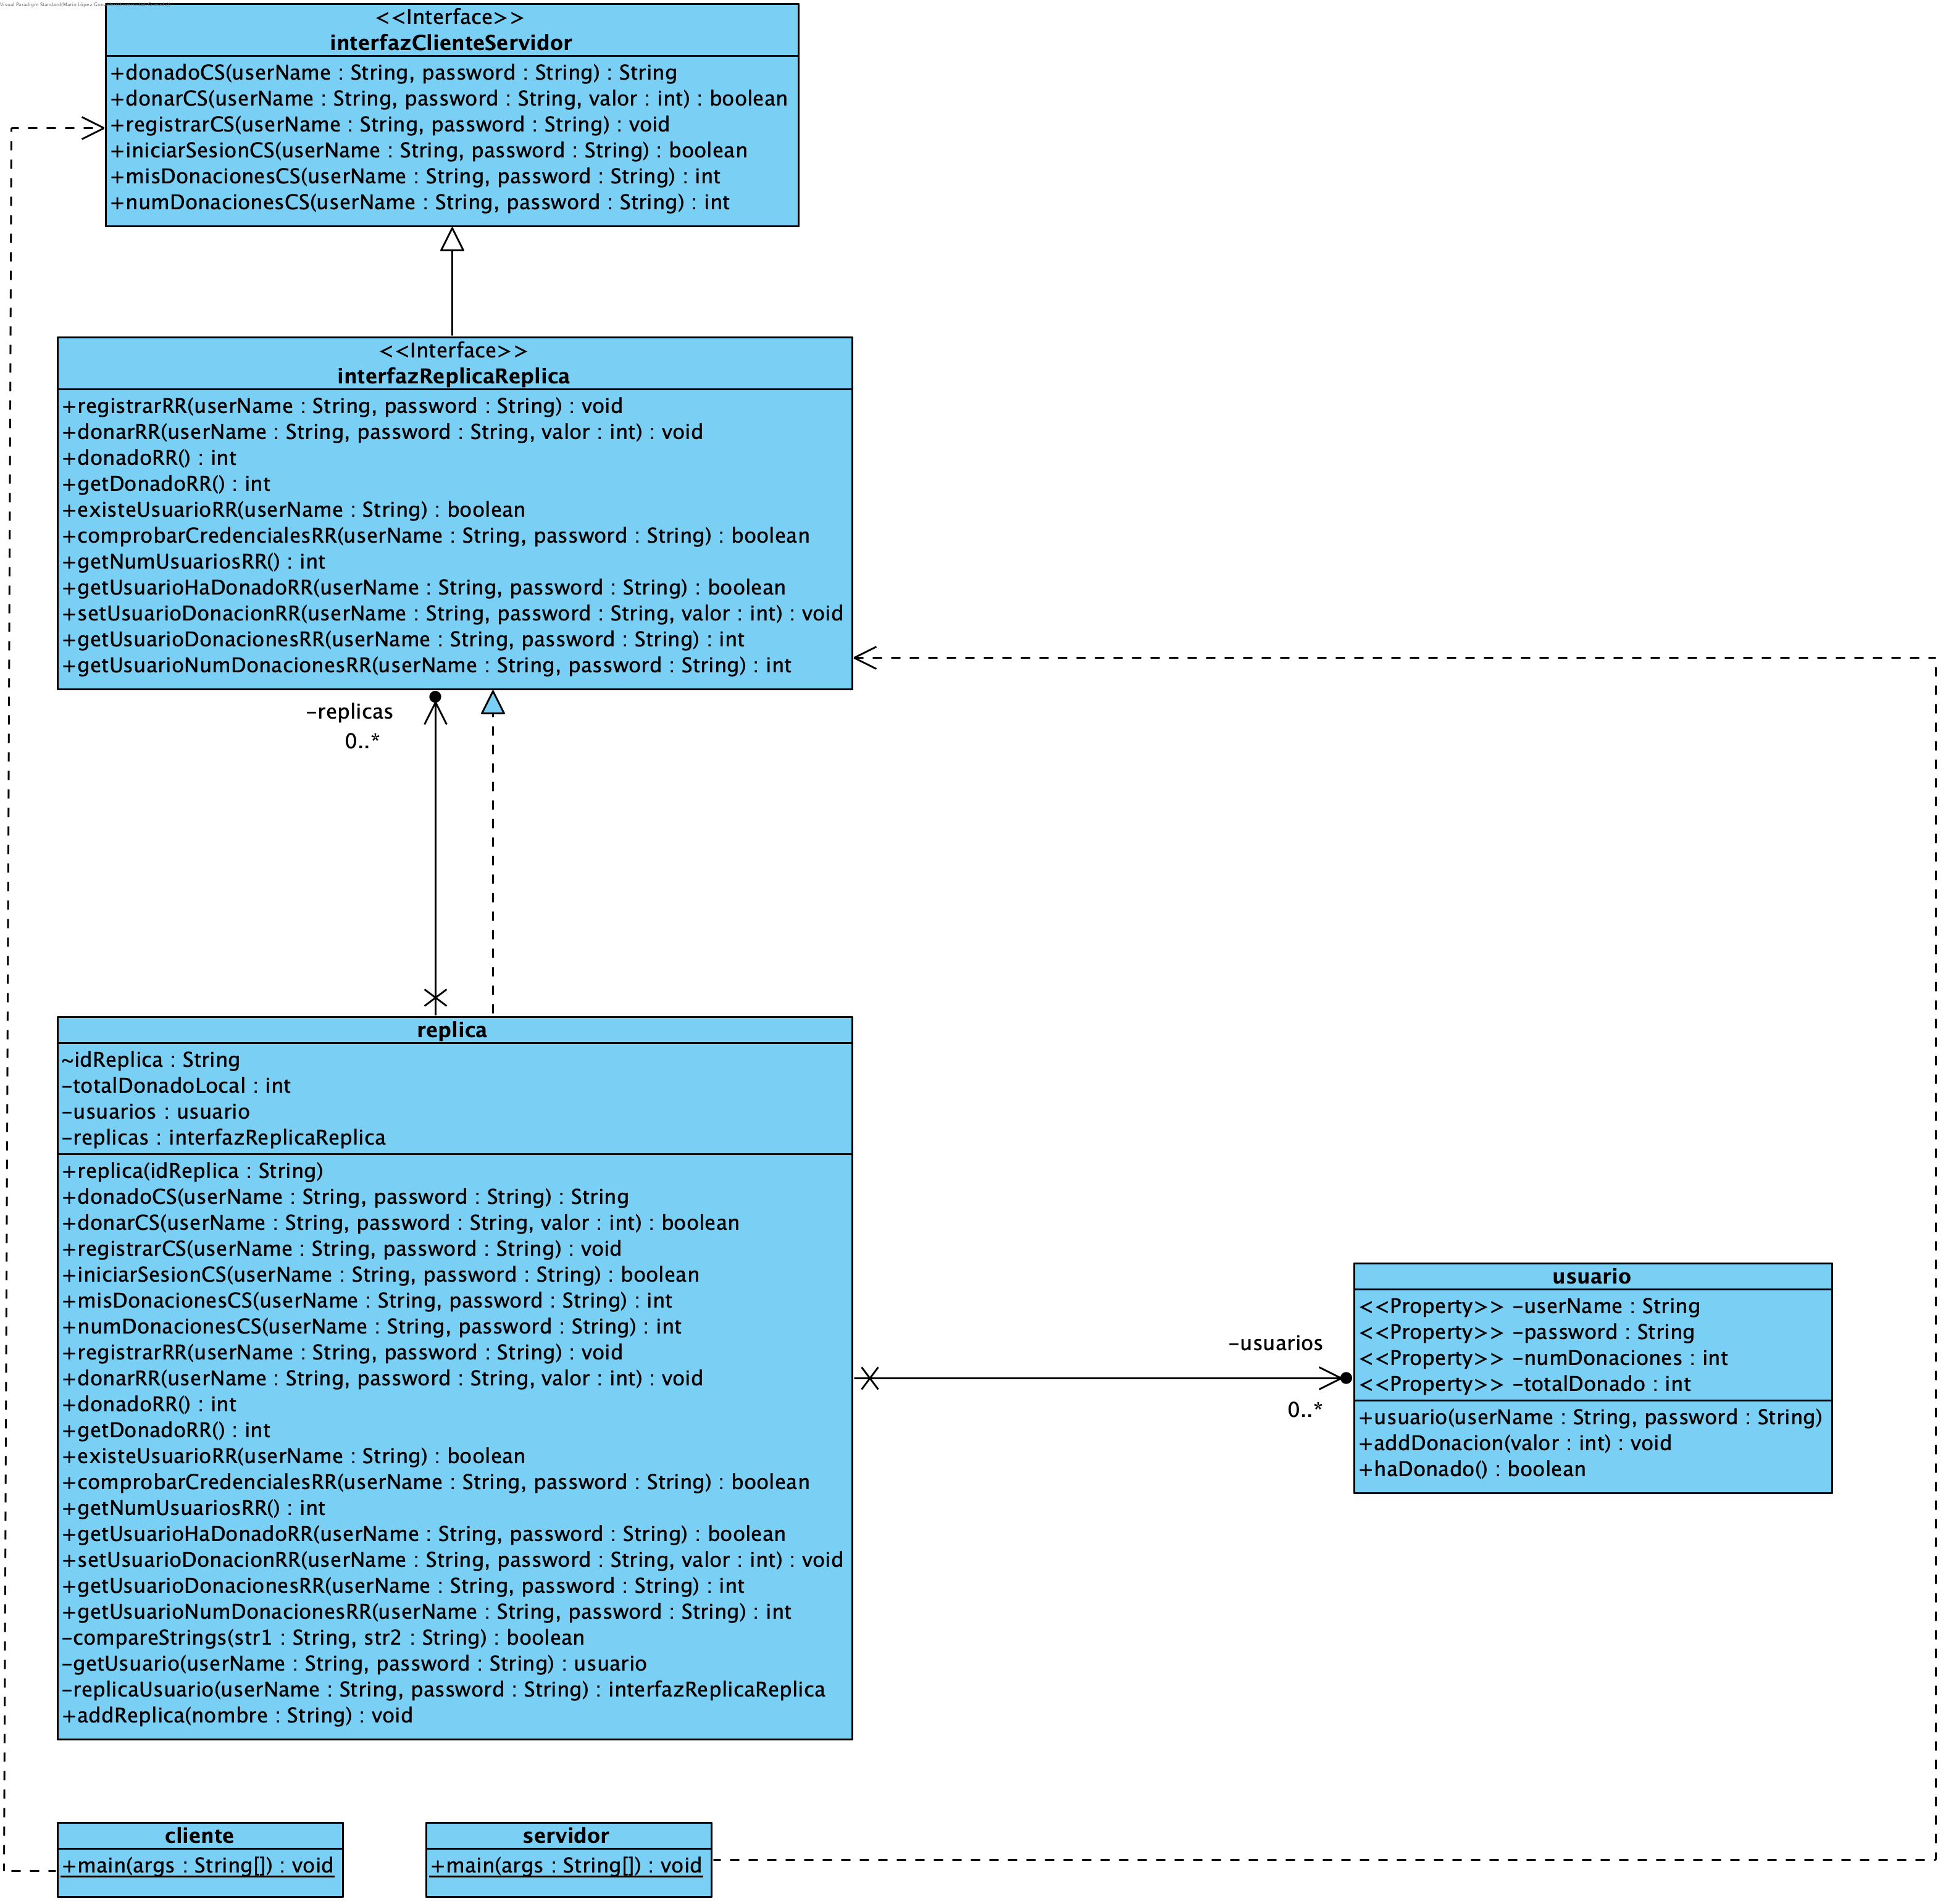 Visual Paradigm Standard(Mario López
<<Interface>>
interfazClienteServidor
+donadoCS(userName : String, password : String) : String
+donarCS(userName : String, password : String, valor : int) : boolean
+registrarCS(userName : String, password : String) : void
+iniciarSesionCS(userName : String, password : String) : boolean
+misDonacionesCS(userName : String, password : String) : int
+numDonacionesCS(userName : String, password : String) : int
<<Interface>>
interfazReplicaReplica
+registrarRR(userName : String, password : String) : void
+donarRR(userName : String, password : String, valor : int) : void
+donadoRR() : int
+getDonadoRR() : int
+existeUsuarioRR(userName : String) : boolean
+comprobarCredencialesRR(userName : String, password : String) : boolean
+getNumUsuariosRR() : int
+getUsuarioHaDonadoRR(userName : String, password : String) : boolean
+setUsuarioDonacionRR(userName : String, password : String, valor : int) : void
+getUsuarioDonacionesRR(userName : String, password : String) : int
+getUsuarioNumDonacionesRR(userName : String, password : String) : int
-replicas
0..*
replica
~idReplica : String
-totalDonadoLocal : int
-usuarios : usuario
-replicas : interfazReplicaReplica
+replica(idReplica : String)
+donadoCS(userName : String, password : String) : String
+donarCS(userName : String, password : String, valor : int) : boolean
+registrarCS(userName : String, password : String) : void
+iniciarSesionCS(userName : String, password : String) : boolean
+misDonacionesCS(userName : String, password : String) : int
+numDonacionesCS(userName : String, password : String) : int
+registrarRR(userName : String, password : String) : void
+donarRR(userName : String, password : String, valor : int) : void
+donadoRR() : int
+getDonadoRR() : int
+existeUsuarioRR(userName : String) : boolean
+comprobarCredencialesRR(userName : String, password : String) : boolean
+getNumUsuariosRR() : int
+getUsuarioHaDonadoRR(userName : String, password : String) : boolean
+setUsuarioDonacionRR(userName : String, password : String, valor : int) : void
+getUsuarioDonacionesRR(userName : String, password : String) : int
+getUsuarioNumDonacionesRR(userName : String, password : String) : int
-compareStrings(str1 : String, str2 : String) : boolean
-getUsuario(userName : String, password : String) : usuario
-replicaUsuario(userName : String, password : String) : interfazReplicaReplica
+addReplica(nombre : String) : void
-usuarios
0..*
usuario
<<Property>> -userName : String
<<Property>> -password : String
<<Property>> -numDonaciones : int
<<Property>> -totalDonado : int
+usuario(userName : String, password : String)
+addDonacion(valor : int) : void
+haDonado() : boolean
cliente
+main(args : String[]) : void
servidor
+main(args : String[]) : void